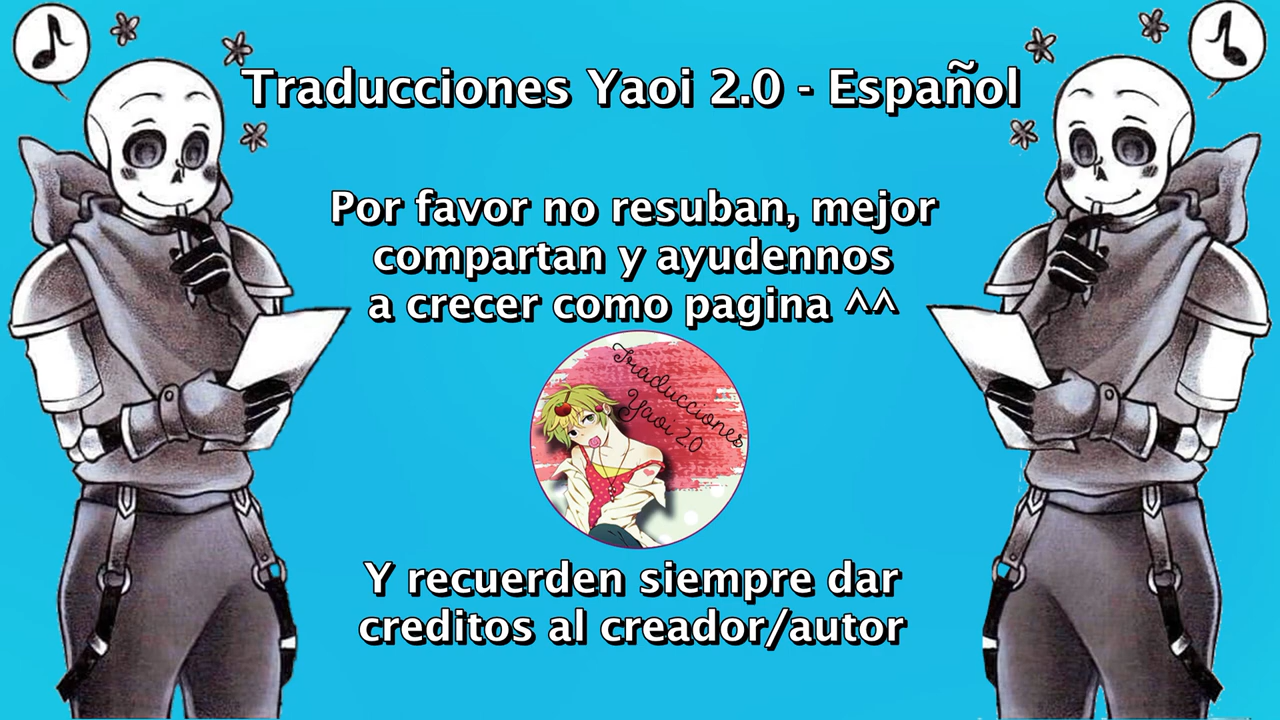 Traducciones Yaoi 2.0 - Español
Por favor no resuban, mejor
compartan y ayudennos
a crecer como pagina ^^
Traducciones
Yaoi 2.0
Y recuerden siempre dar
creditos al creador/autor